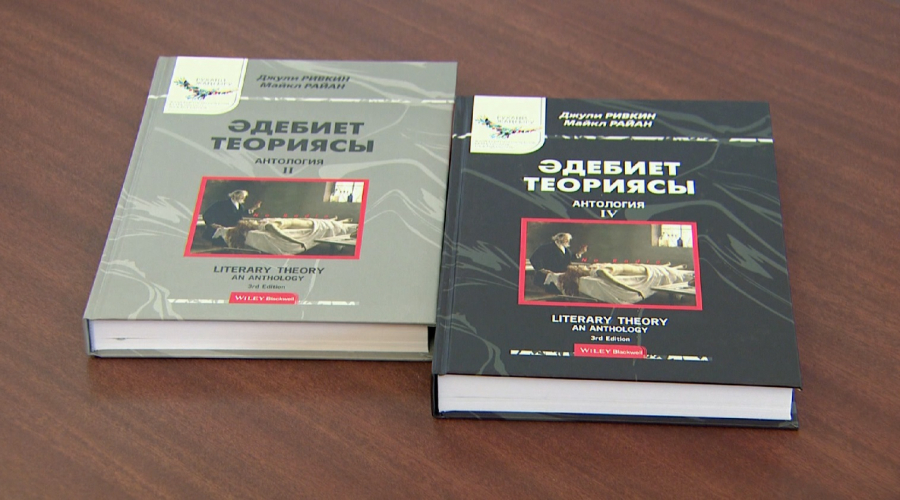 Джули РИВКИН
Майкл РАЙАН
ӘДЕБИЕТ
ТЕОРИЯСЫ
АНТОЛОГИЯ
II
LITERARY THEORY
AN ANTHOLOGY
3rd Edition
WILEY Blackwell
Джули РИВКИН
Майкл РАЙАН
ӘДЕБИЕТ
ТЕОРИЯСЫ
АНТОЛОГИЯ
IV
LITERARY THEORY
AN ANTHOLOGY
3rd Edition
WILEY Blackwell